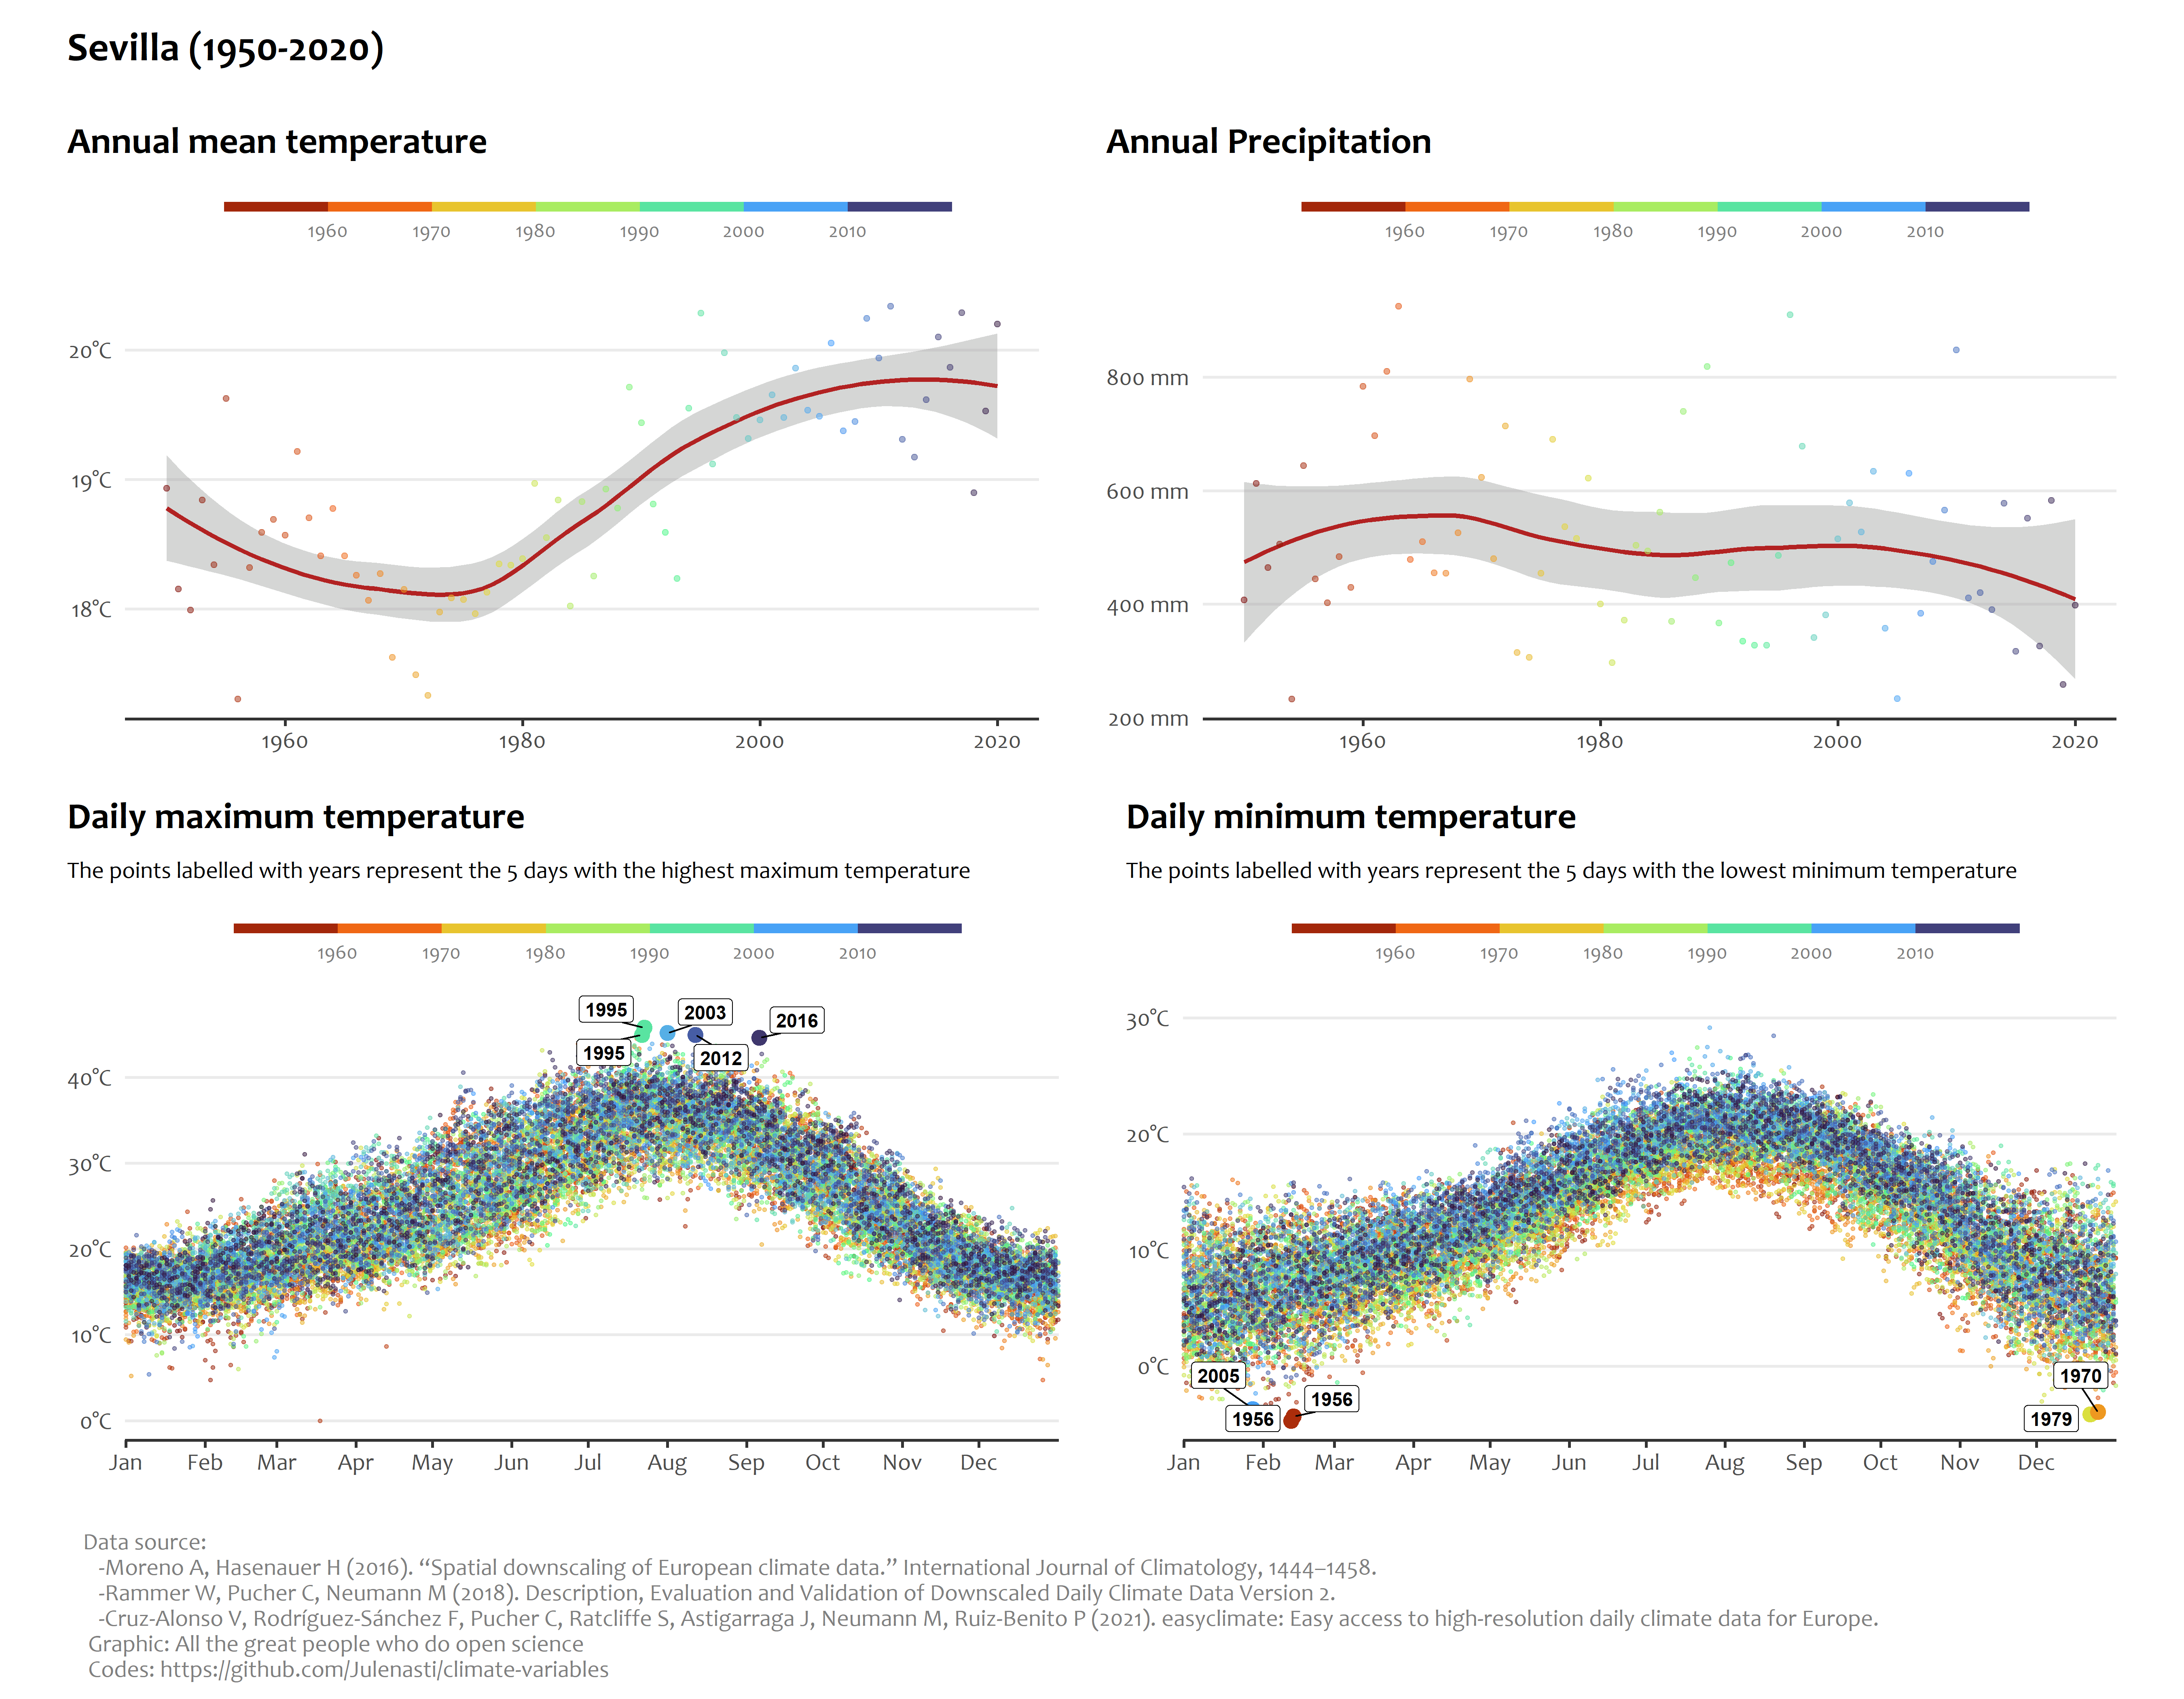 Sevilla (1950-2020)
Annual mean temperature
1960 1970 1980 1990 2000 2010
20°C
19°C
18°C
1960 1980 2000 2020
Annual Precipitation
1960 1970 1980 1990 2000 2010
800 mm
600 mm
400 mm
200 mm
1960 1980 2000 2020
Daily maximum temperature
The points labelled with years represent the 5 days with the highest maximum temperature
1960 1970 1980 1990 2000 2010
1995
2003
2016
1995
2012
40°C
30°C
20°C
10°C
0°C
Jan Feb Mar Apr May Jun Jul Aug Sep Oct Nov Dec
Daily minimum temperature
The points labelled with years represent the 5 days with the lowest minimum temperature
1960 1970 1980 1990 2000 2010
30°C
20°C
10°C
0°C
2005
1956
1956
1970
1979
Jan Feb Mar Apr May Jun Jul Aug Sep Oct Nov Dec
Data source:
-Moreno A, Hasenauer H (2016). “Spatial downscaling of European climate data.” International Journal of Climatology, 1444–1458.
-Rammer W, Pucher C, Neumann M (2018). Description, Evaluation and Validation of Downscaled Daily Climate Data Version 2.
-Cruz-Alonso V, Rodríguez-Sánchez F, Pucher C, Ratcliffe S, Astigarraga J, Neumann M, Ruiz-Benito P (2021). easyclimate: Easy access to high-resolution daily climate data for Europe.
Graphic: All the great people who do open science
Codes: https://github.com/Julenasti/climate-variables